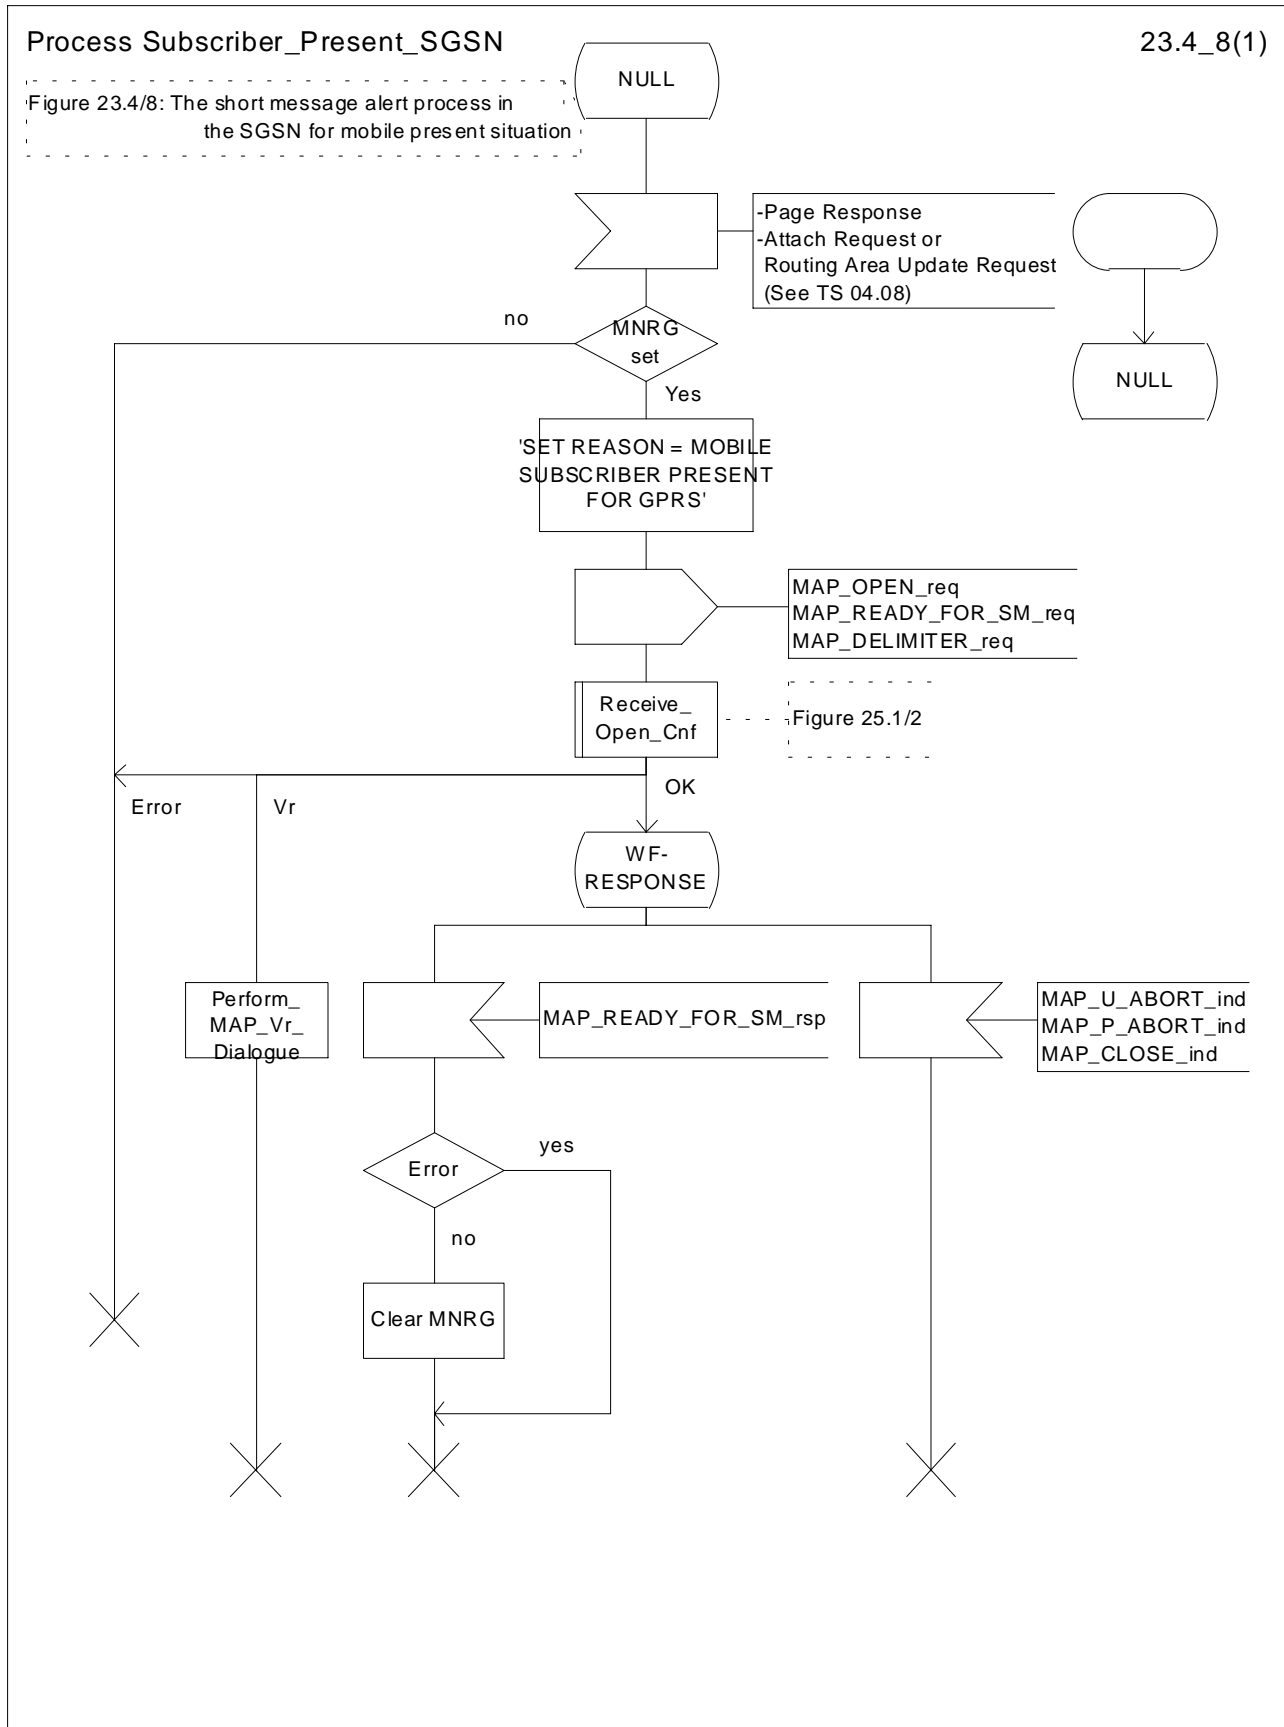 Process Subscriber_Present_SGSN
23.4_8(1)
Figure 23.4/8: The short message alert process in
the SGSN for mobile present situation
NULL
-Page Response
-Attach Request or
Routing Area Update Request
(See TS 04.08)
NULL
no
MNRG
set
Yes
'SET REASON = MOBILE
SUBSCRIBER PRESENT
FOR GPRS'
MAP_OPEN_req
MAP_READY_FOR_SM_req
MAP_DELIMITER_req
Receive_
Open_Cnf
Figure 25.1/2
Error
Vr
OK
WF-
RESPONSE
Perform_
MAP_Vr_
Dialogue
MAP_READY_FOR_SM_rsp
MAP_U_ABORT_ind
MAP_P_ABORT_ind
MAP_CLOSE_ind
Error
yes
no
Clear MNRG